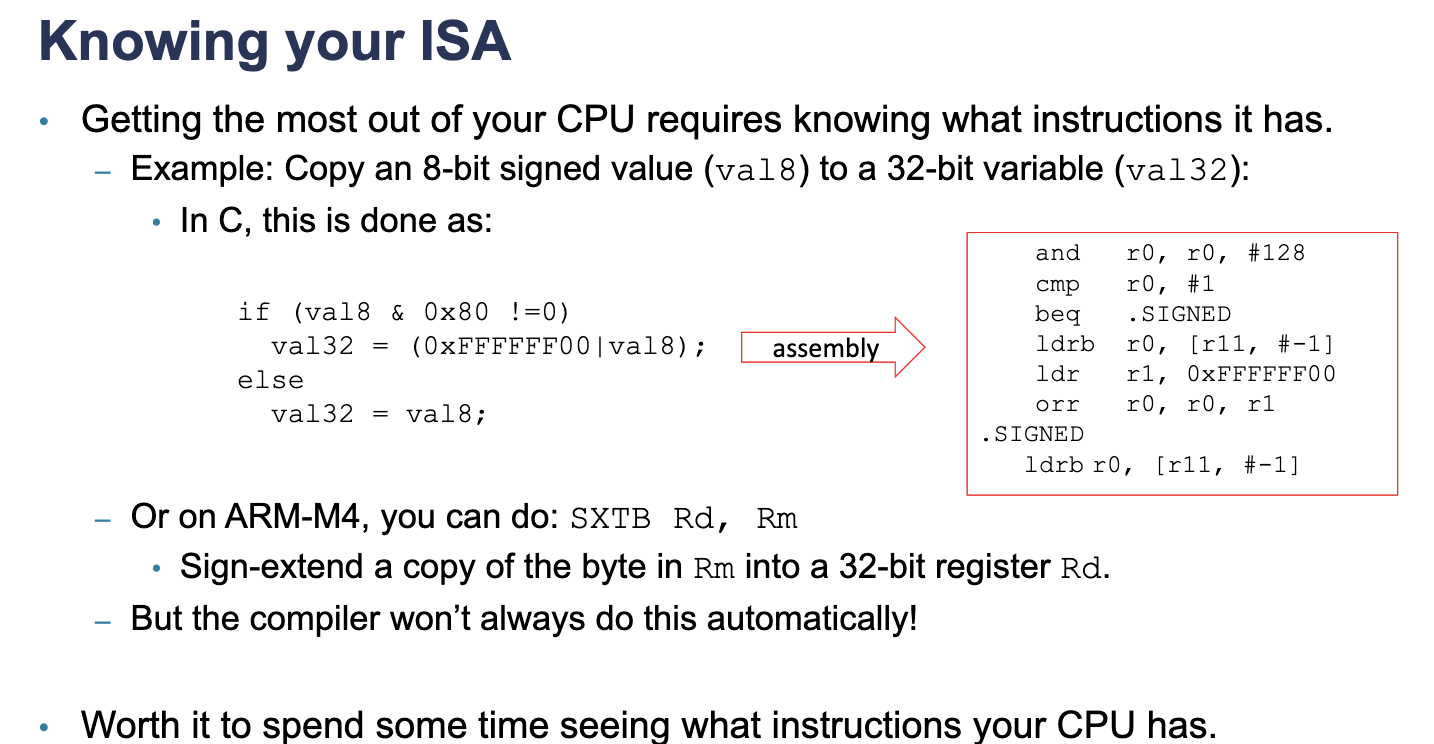 Knowing your ISA
• Getting the most out of your CPU requires knowing what instructions it has.
– Example: Copy an 8-bit signed value (val8) to a 32-bit variable (val32):
• In C, this is done as:
if (val8 & 0x80 !=0)
val32 = (0xFFFFFF00|val8);
else
val32 = val8;
assembly
and r0, r0, #128
cmp r0, #1
beq .SIGNED
ldrb r0, [r11, #-1]
ldr r1, 0xFFFFFF00
orr r0, r0, r1
.SIGNED
ldrb r0, [r11, #-1]
– Or on ARM-M4, you can do: SXTB Rd, Rm
• Sign-extend a copy of the byte in Rm into a 32-bit register Rd.
– But the compiler won’t always do this automatically!
• Worth it to spend some time seeing what instructions your CPU has.